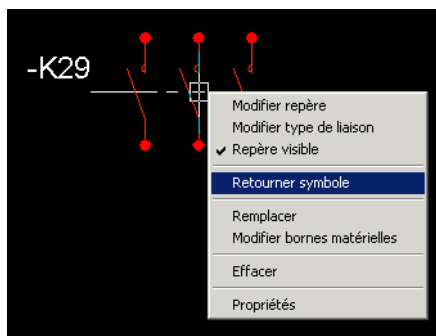 -K29
Modifier repère
Modifier type de liaison
Repère visible
Retourner symbole
Remplacer
Modifier bornes matérielles
Effacer
Propriétés